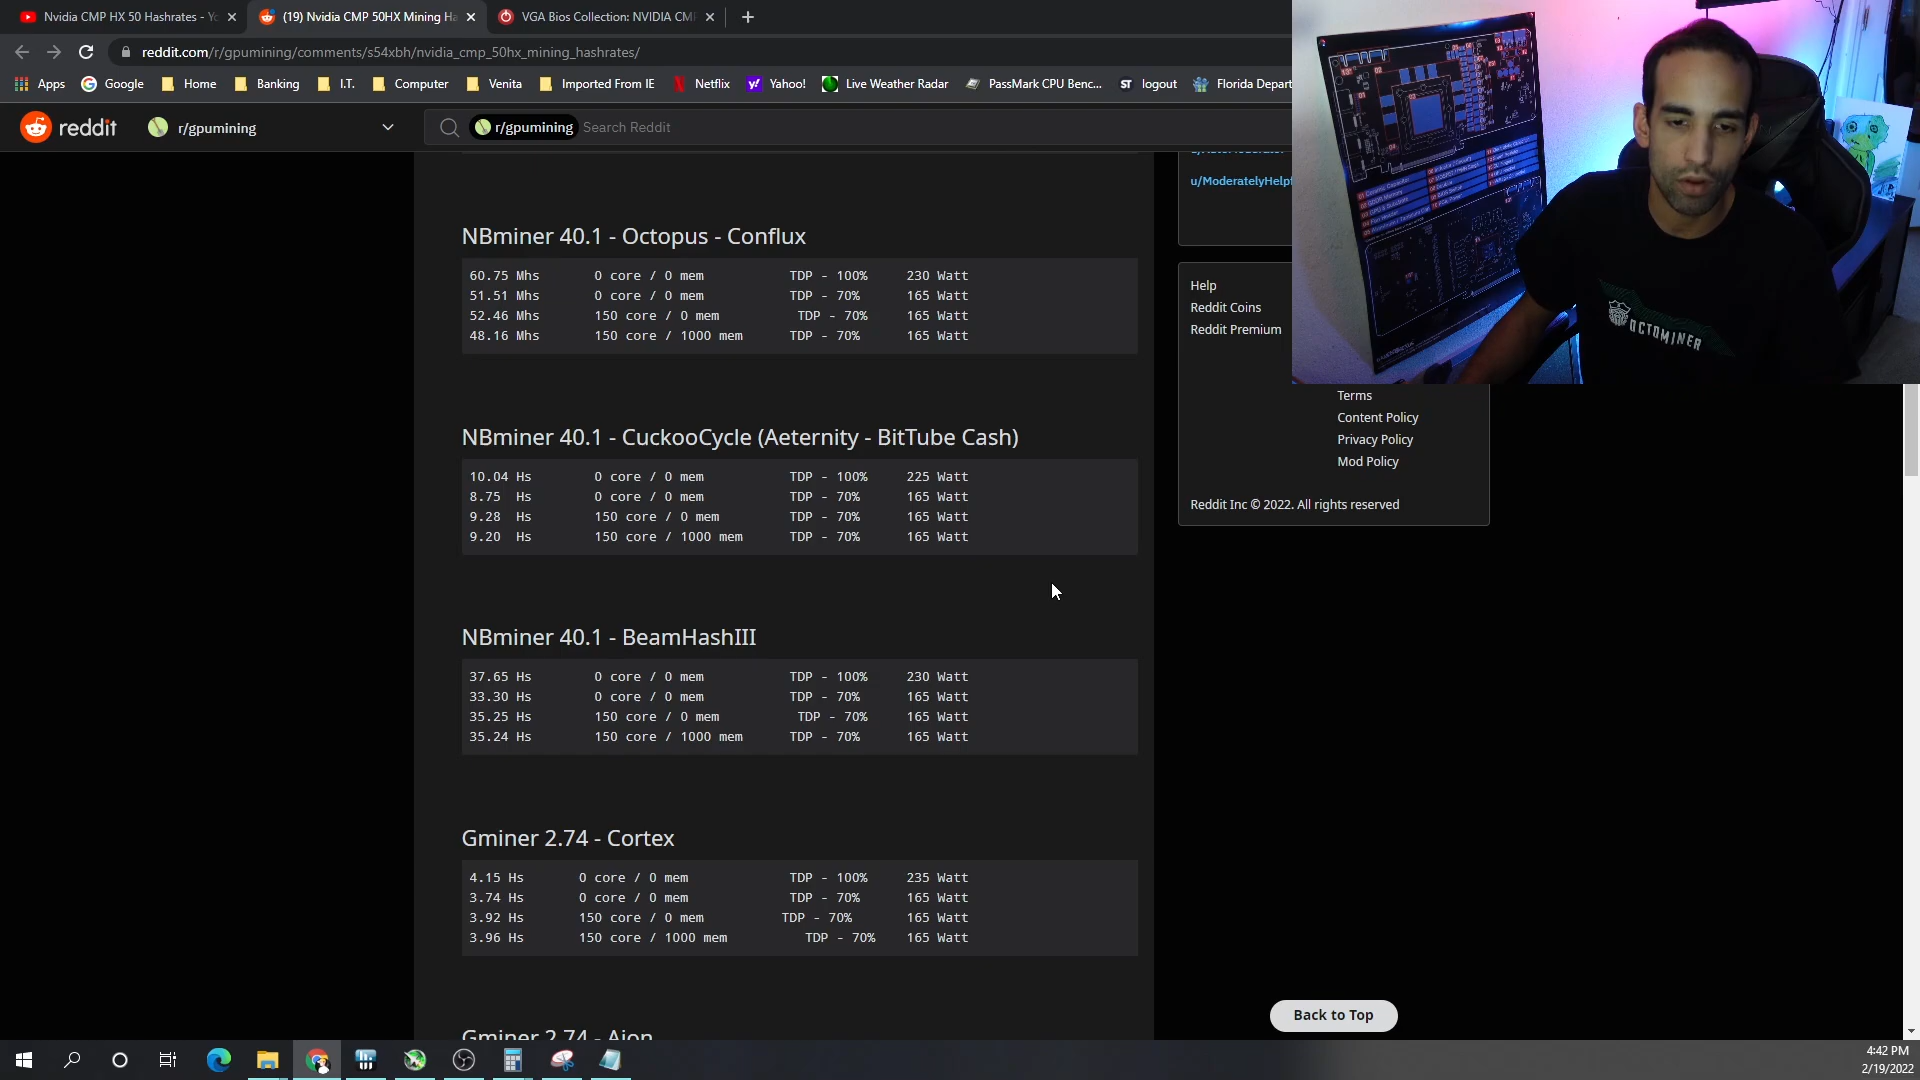 Nvidia CMP HX 50 Hashrates - Yo
(19) Nvidia CMP 50HX Mining Ha
VGA Bios Collection: NVIDIA CM
reddit.com/r/gpumining/comments/s54xbh/nvidia_cmp_50hx_mining_hashrates/
Apps
Google
Home
Banking
I.T.
Computer
Venita
Imported From IE
Netflix
Yahoo!
Live Weather Radar
PassMark CPU Benc...
ST logout
Florida Depart
reddit
r/gpumining
r/gpumining Search Reddit
u/ModeratelyHelpf
NBminer 40.1 - Octopus - Conflux
60.75 Mhs 0 core / 0 mem TDP - 100% 230 Watt
51.51 Mhs 0 core / 0 mem TDP - 70% 165 Watt
52.46 Mhs 150 core / 0 mem TDP - 70% 165 Watt
48.16 Mhs 150 core / 1000 mem TDP - 70% 165 Watt
NBminer 40.1 - CuckooCycle (Aeternity - BitTube Cash)
10.04 Hs 0 core / 0 mem TDP - 100% 225 Watt
8.75 Hs 0 core / 0 mem TDP - 70% 165 Watt
9.28 Hs 150 core / 0 mem TDP - 70% 165 Watt
9.20 Hs 150 core / 1000 mem TDP - 70% 165 Watt
NBminer 40.1 - BeamHashIII
37.65 Hs 0 core / 0 mem TDP - 100% 230 Watt
33.30 Hs 0 core / 0 mem TDP - 70% 165 Watt
35.25 Hs 150 core / 0 mem TDP - 70% 165 Watt
35.24 Hs 150 core / 1000 mem TDP - 70% 165 Watt
Gminer 2.74 - Cortex
4.15 Hs 0 core / 0 mem TDP - 100% 235 Watt
3.74 Hs 0 core / 0 mem TDP - 70% 165 Watt
3.92 Hs 150 core / 0 mem TDP - 70% 165 Watt
3.96 Hs 150 core / 1000 mem TDP - 70% 165 Watt
Gminer 2.74 - Aion
Help
Reddit Coins
Reddit Premium
Terms
Content Policy
Privacy Policy
Mod Policy
Reddit Inc © 2022. All rights reserved
OCTOMINER
Back to Top
4:42 PM
2/19/2022